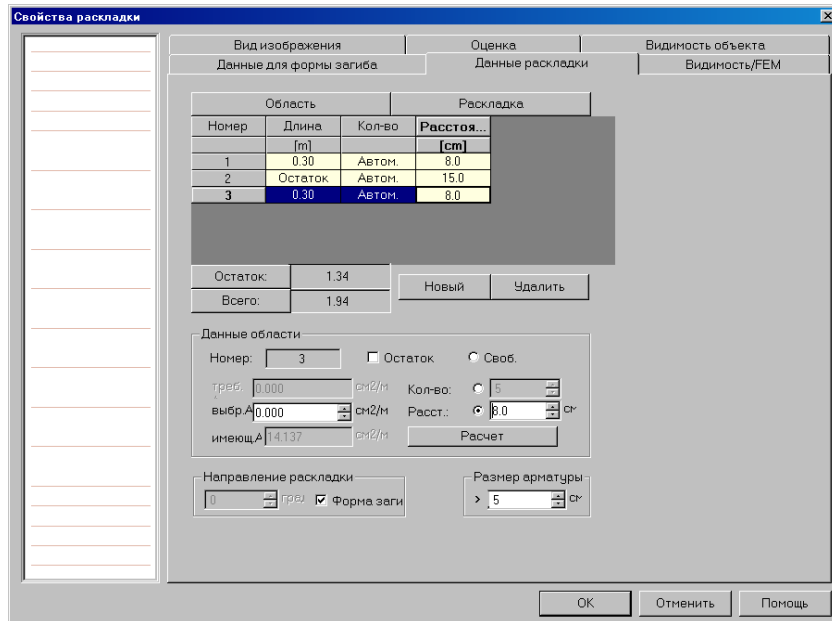 Свойства раскладки
Вид изображения Оценка Видимость объекта
Данные для формы загиба Данные раскладки Видимость/FEM
Область Раскладка
Номер Длина Кол-во Расстоя...
[m] [cm]
1 0.30 Автом. 8.0
2 Остаток Автом. 15.0
3 0.30 Автом. 8.0
Остаток: 1.34
Новый Удалить
Всего: 1.94
Данные области
Номер: 3 Остаток Своб.
треб. 0.000 см2/м Кол-во: 5
выбр.А 0.000 см2/м Расст.: 8.0 см
имеющ.А 14.137 см2/м Расчет
Направление раскладки Размер арматуры
0 Форма заги > 5 см
OK Отменить Помощь